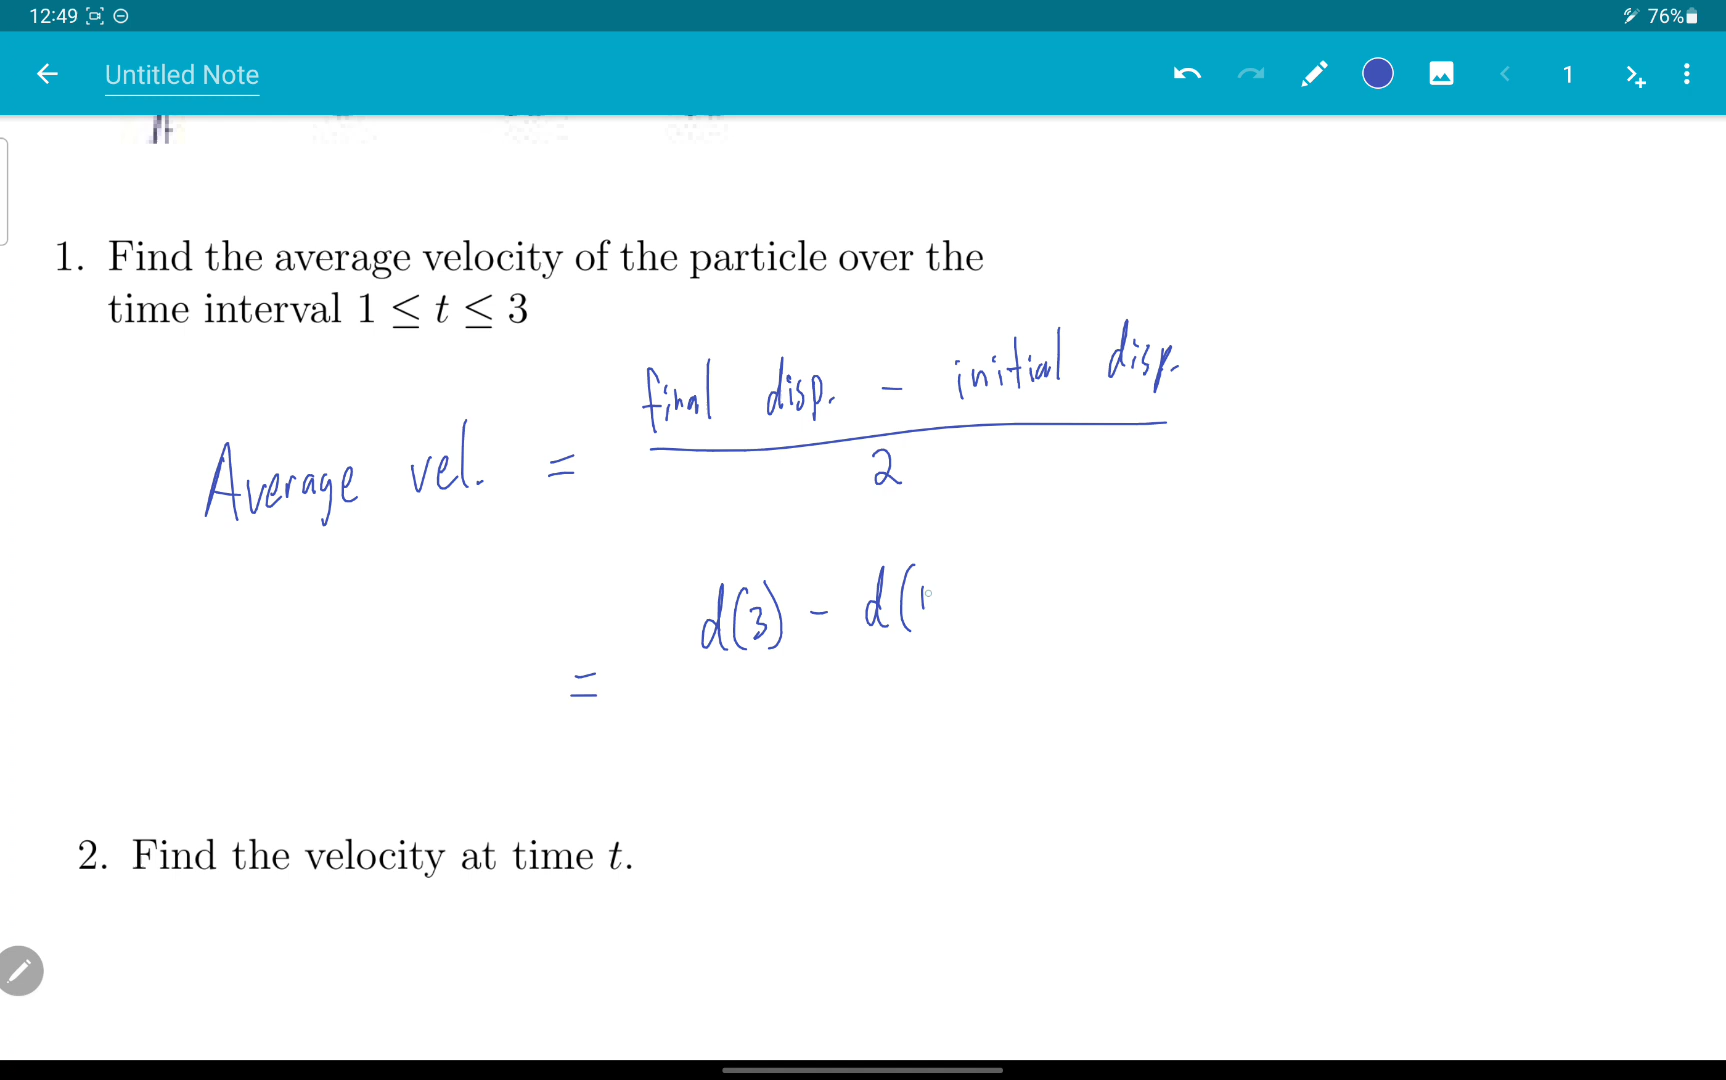 12:49 76%
Untitled Note 1
1. Find the average velocity of the particle over the
time interval 1 ≤ t ≤ 3
final disp. - initial disp.
Average vel. =
2
d(3) - d(1
=
2. Find the velocity at time t.